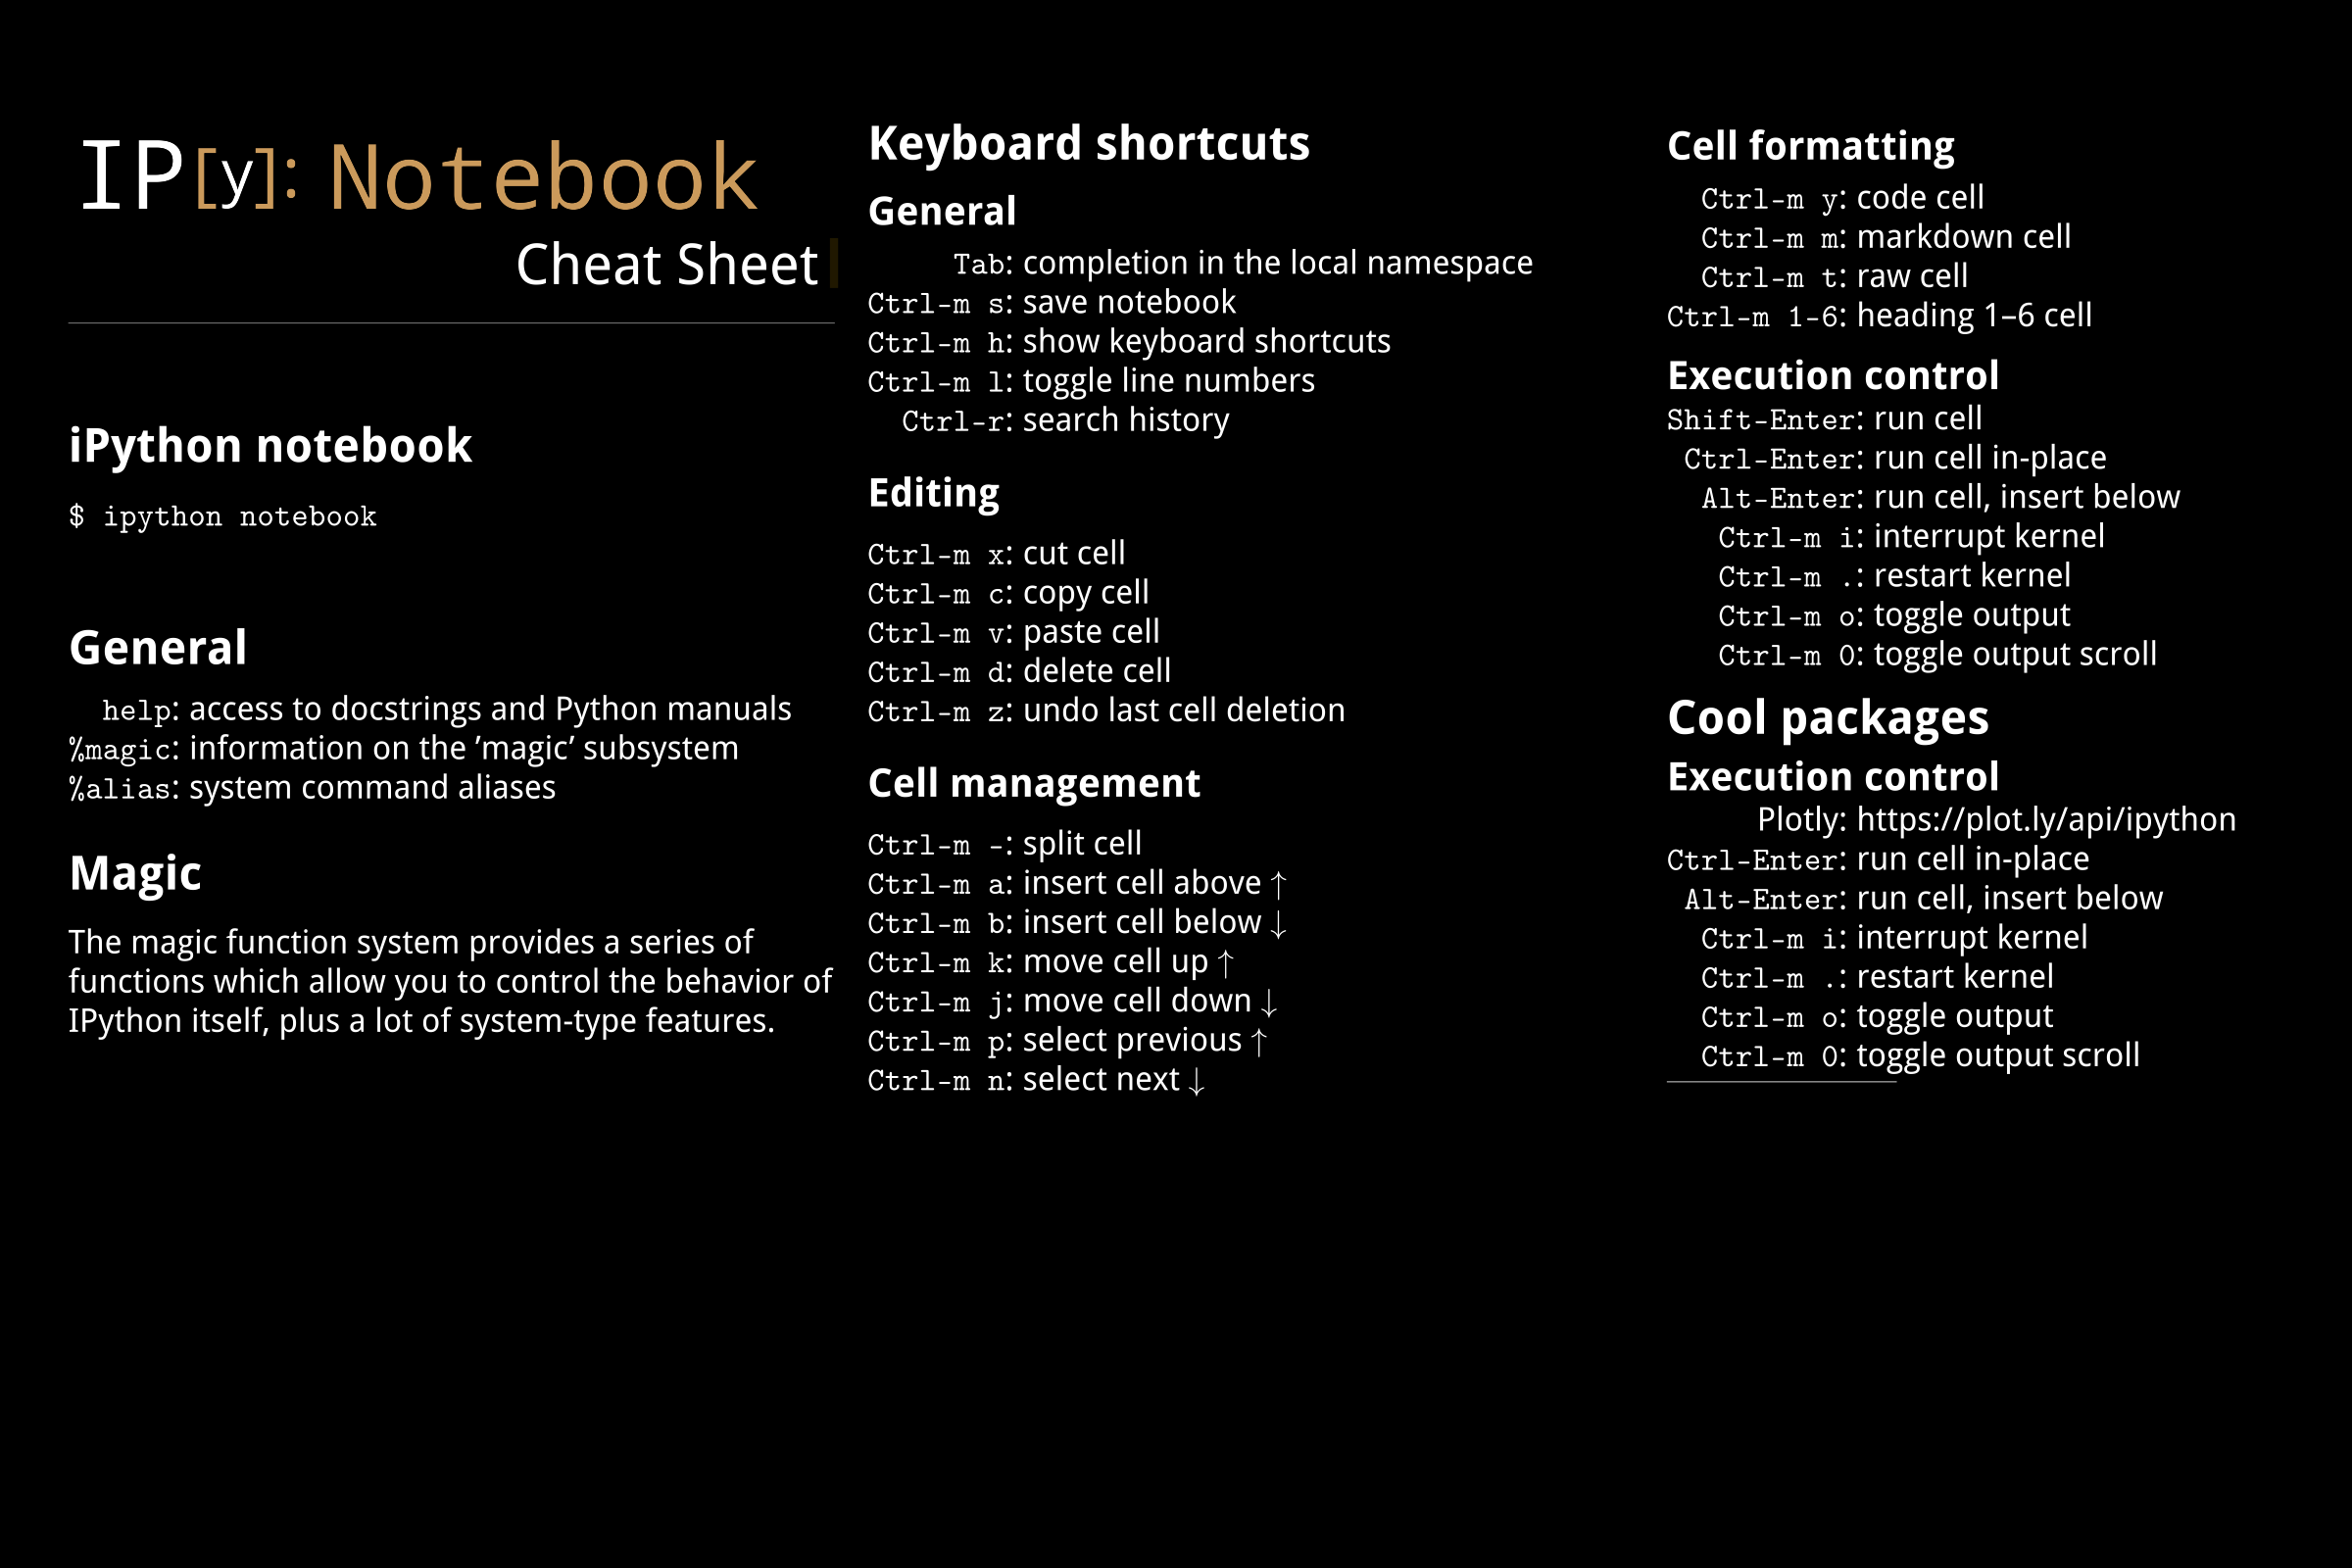 IP[y]: Notebook
Cheat Sheet
iPython notebook
$ ipython notebook
General
help: access to docstrings and Python manuals
%magic: information on the ’magic’ subsystem
%alias: system command aliases
Magic
The magic function system provides a series of
functions which allow you to control the behavior of
IPython itself, plus a lot of system-type features.
Keyboard shortcuts
General
Tab: completion in the local namespace
Ctrl-m s: save notebook
Ctrl-m h: show keyboard shortcuts
Ctrl-m l: toggle line numbers
Ctrl-r: search history
Editing
Ctrl-m x: cut cell
Ctrl-m c: copy cell
Ctrl-m v: paste cell
Ctrl-m d: delete cell
Ctrl-m z: undo last cell deletion
Cell management
Ctrl-m -: split cell
Ctrl-m a: insert cell above ↑
Ctrl-m b: insert cell below ↓
Ctrl-m k: move cell up ↑
Ctrl-m j: move cell down ↓
Ctrl-m p: select previous ↑
Ctrl-m n: select next ↓
Cell formatting
Ctrl-m y: code cell
Ctrl-m m: markdown cell
Ctrl-m t: raw cell
Ctrl-m 1-6: heading 1–6 cell
Execution control
Shift-Enter: run cell
Ctrl-Enter: run cell in-place
Alt-Enter: run cell, insert below
Ctrl-m i: interrupt kernel
Ctrl-m .: restart kernel
Ctrl-m o: toggle output
Ctrl-m O: toggle output scroll
Cool packages
Execution control
Plotly: https://plot.ly/api/ipython
Ctrl-Enter: run cell in-place
Alt-Enter: run cell, insert below
Ctrl-m i: interrupt kernel
Ctrl-m .: restart kernel
Ctrl-m o: toggle output
Ctrl-m O: toggle output scroll